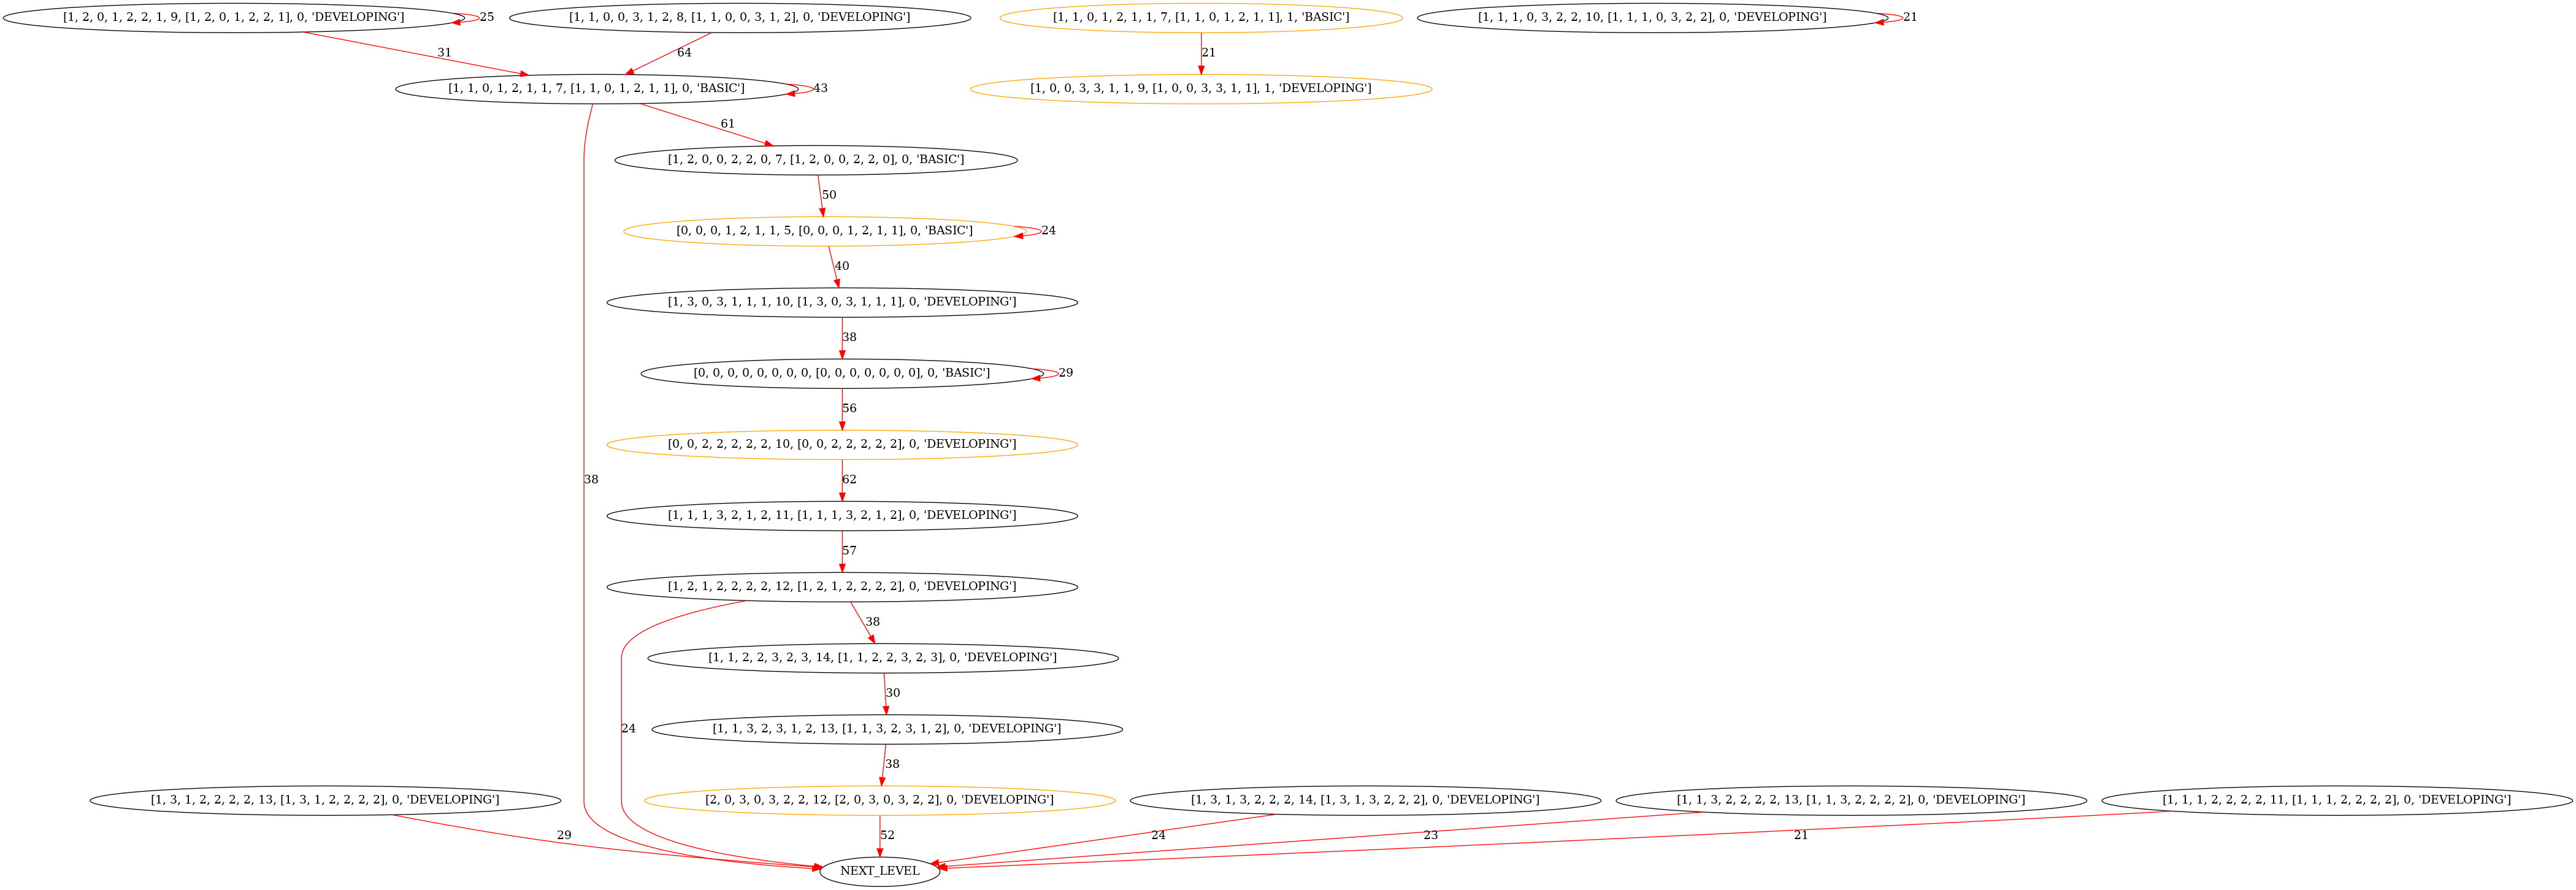 [1, 2, 0, 1, 2, 2, 1, 9, [1, 2, 0, 1, 2, 2, 1], 0, 'DEVELOPING']
25
[1, 1, 0, 0, 3, 1, 2, 8, [1, 1, 0, 0, 3, 1, 2], 0, 'DEVELOPING']
[1, 1, 0, 1, 2, 1, 1, 7, [1, 1, 0, 1, 2, 1, 1], 1, 'BASIC']
[1, 1, 1, 0, 3, 2, 2, 10, [1, 1, 1, 0, 3, 2, 2], 0, 'DEVELOPING']
21
31
64
21
[1, 1, 0, 1, 2, 1, 1, 7, [1, 1, 0, 1, 2, 1, 1], 0, 'BASIC']
43
[1, 0, 0, 3, 3, 1, 1, 9, [1, 0, 0, 3, 3, 1, 1], 1, 'DEVELOPING']
61
[1, 2, 0, 0, 2, 2, 0, 7, [1, 2, 0, 0, 2, 2, 0], 0, 'BASIC']
50
[0, 0, 0, 1, 2, 1, 1, 5, [0, 0, 0, 1, 2, 1, 1], 0, 'BASIC']
24
40
[1, 3, 0, 3, 1, 1, 1, 10, [1, 3, 0, 3, 1, 1, 1], 0, 'DEVELOPING']
38
[0, 0, 0, 0, 0, 0, 0, 0, [0, 0, 0, 0, 0, 0, 0], 0, 'BASIC']
29
56
[0, 0, 2, 2, 2, 2, 2, 10, [0, 0, 2, 2, 2, 2, 2], 0, 'DEVELOPING']
38
62
[1, 1, 1, 3, 2, 1, 2, 11, [1, 1, 1, 3, 2, 1, 2], 0, 'DEVELOPING']
57
[1, 2, 1, 2, 2, 2, 2, 12, [1, 2, 1, 2, 2, 2, 2], 0, 'DEVELOPING']
38
[1, 1, 2, 2, 3, 2, 3, 14, [1, 1, 2, 2, 3, 2, 3], 0, 'DEVELOPING']
30
[1, 1, 3, 2, 3, 1, 2, 13, [1, 1, 3, 2, 3, 1, 2], 0, 'DEVELOPING']
24
38
[1, 3, 1, 2, 2, 2, 2, 13, [1, 3, 1, 2, 2, 2, 2], 0, 'DEVELOPING']
[2, 0, 3, 0, 3, 2, 2, 12, [2, 0, 3, 0, 3, 2, 2], 0, 'DEVELOPING']
[1, 3, 1, 3, 2, 2, 2, 14, [1, 3, 1, 3, 2, 2, 2], 0, 'DEVELOPING']
[1, 1, 3, 2, 2, 2, 2, 13, [1, 1, 3, 2, 2, 2, 2], 0, 'DEVELOPING']
[1, 1, 1, 2, 2, 2, 2, 11, [1, 1, 1, 2, 2, 2, 2], 0, 'DEVELOPING']
29
52
24
23
21
NEXT_LEVEL